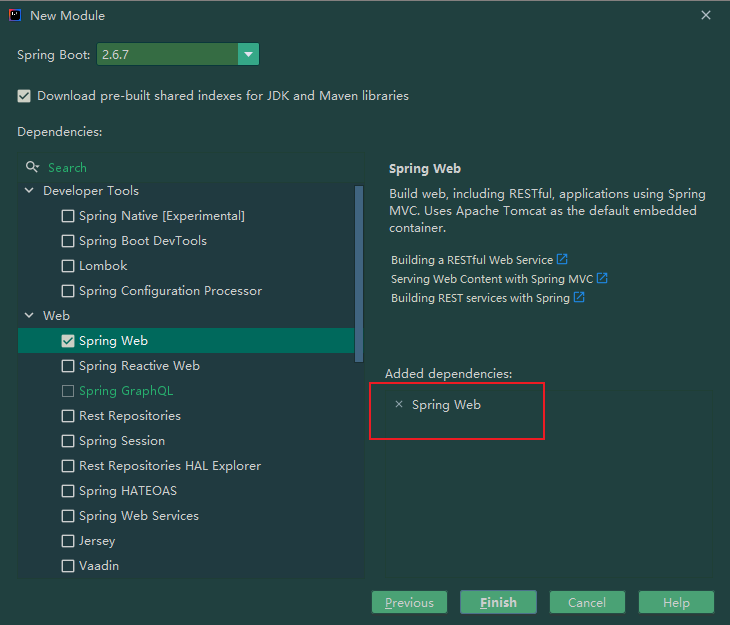 New Module
Spring Boot: 2.6.7
Download pre-built shared indexes for JDK and Maven libraries
Dependencies:
Search
Developer Tools
Spring Native [Experimental]
Spring Boot DevTools
Lombok
Spring Configuration Processor
Web
Spring Web
Spring Reactive Web
Spring GraphQL
Rest Repositories
Spring Session
Rest Repositories HAL Explorer
Spring HATEOAS
Spring Web Services
Jersey
Vaadin
Spring Web
Build web, including RESTful, applications using Spring
MVC. Uses Apache Tomcat as the default embedded
container.
Building a RESTful Web Service
Serving Web Content with Spring MVC
Building REST services with Spring
Added dependencies:
Spring Web
Previous
Finish
Cancel
Help